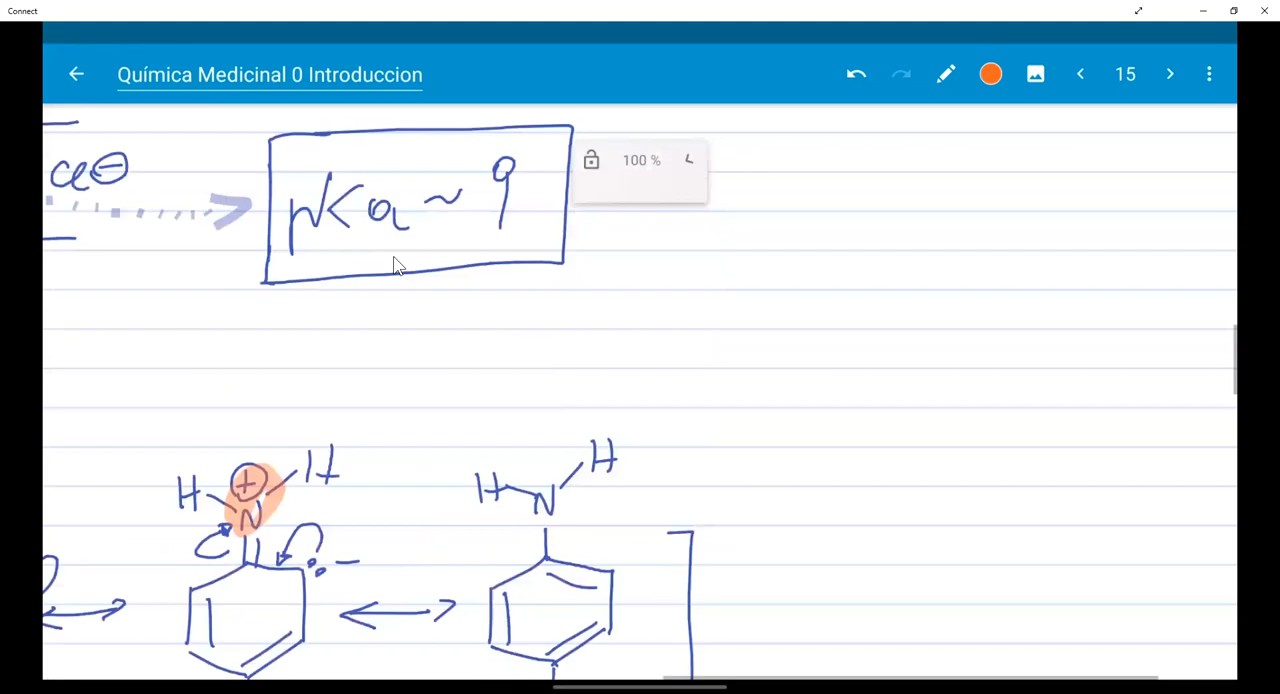 Connect
Química Medicinal 0 Introduccion
15
100 %
Cl⊖
pKa ~ 9
H ⊕ H
N
H H
N